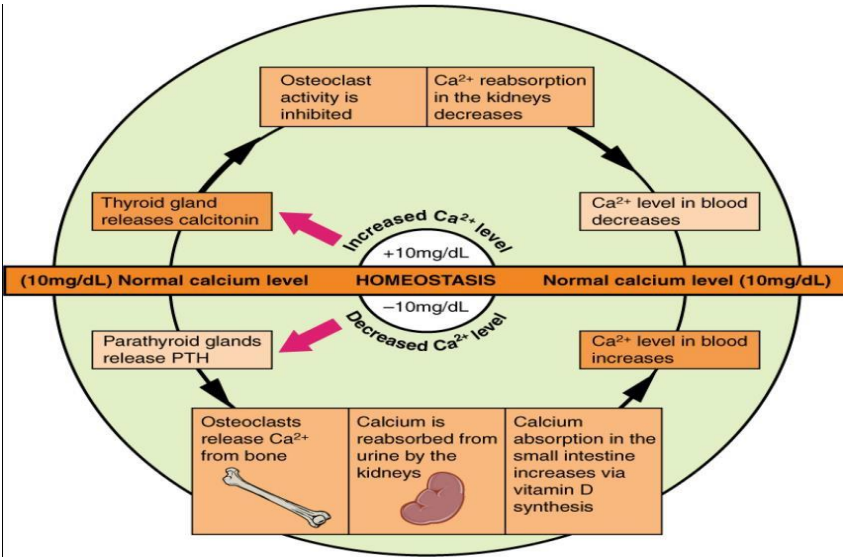 Osteoclast
activity is
inhibited
Ca²⁺ reabsorption
in the kidneys
decreases
Thyroid gland
releases calcitonin
Increased Ca²⁺ level
+10mg/dL
Ca²⁺ level in blood
decreases
(10mg/dL) Normal calcium level
HOMEOSTASIS
Normal calcium level (10mg/dL)
–10mg/dL
Decreased Ca²⁺ level
Parathyroid glands
release PTH
Ca²⁺ level in blood
increases
Osteoclasts
release Ca²⁺
from bone
Calcium is
reabsorbed from
urine by the
kidneys
Calcium
absorption in the
small intestine
increases via
vitamin D
synthesis